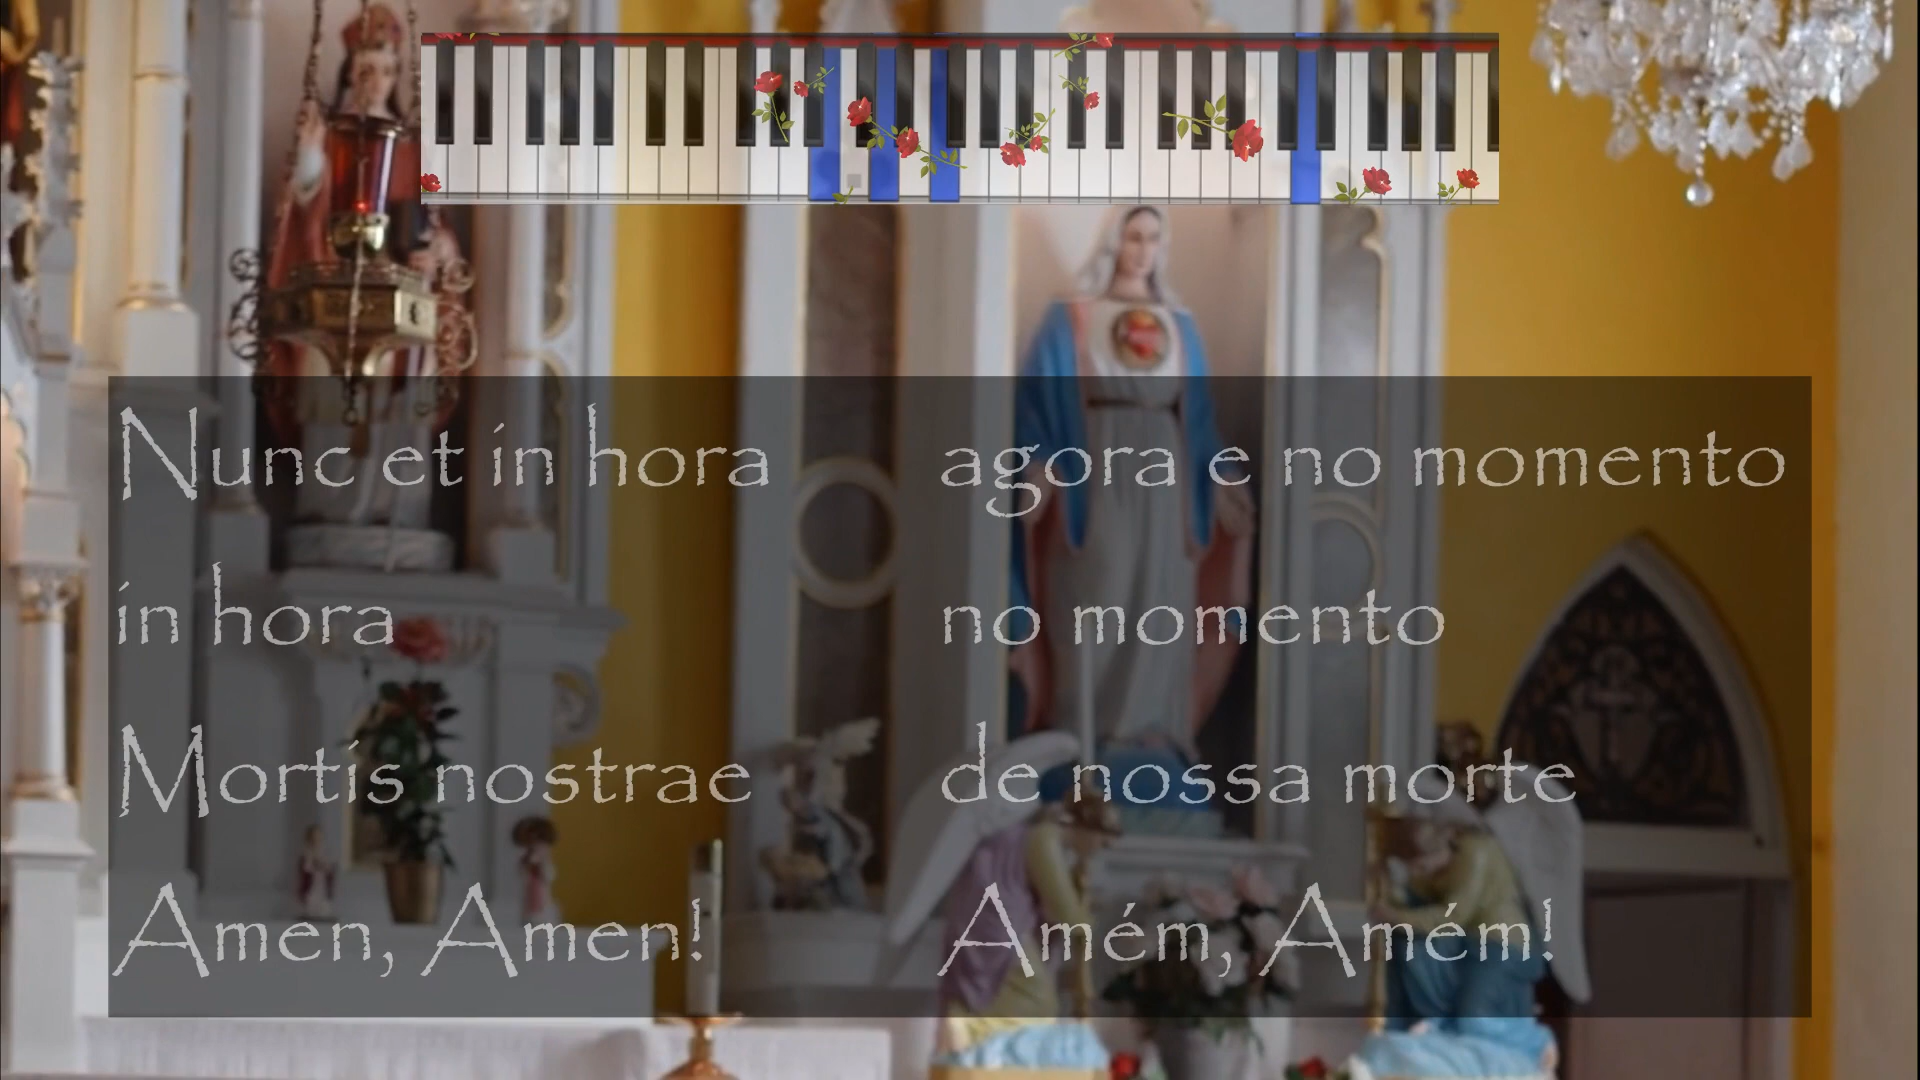 Nunc et in hora
in hora
Mortis nostrae
Amen, Amen!
agora e no momento
no momento
de nossa morte
Amém, Amém!